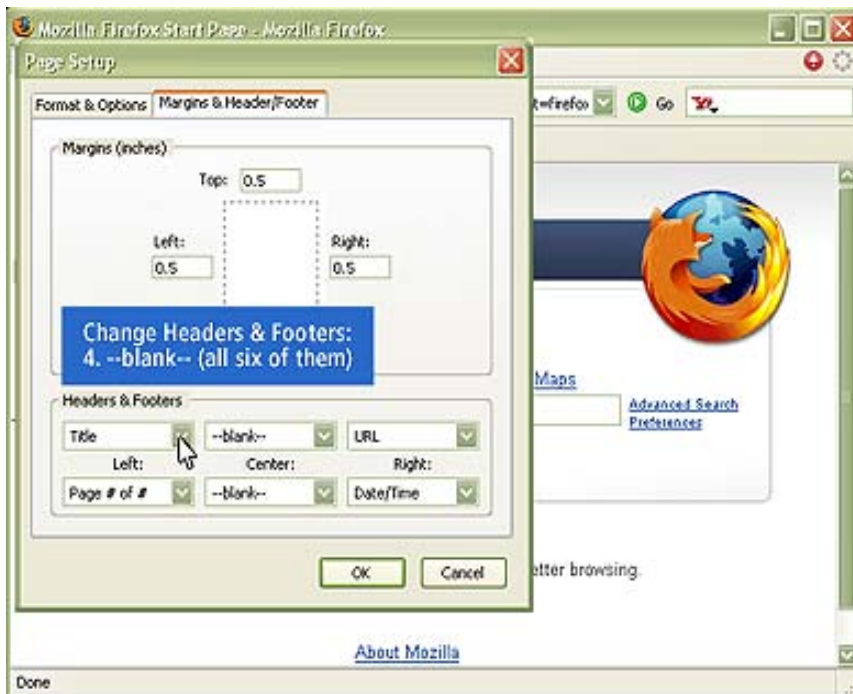 Mozilla Firefox Start Page - Mozilla Firefox
Page Setup
Format & Options Margins & Header/Footer
t=firefox Go
Margins (inches)
Top: 0.5
Left: Right:
0.5 0.5
Change Headers & Footers:
4. --blank-- (all six of them)
Maps
Advanced Search
Preferences
Headers & Footers
Title --blank-- URL
Left: Center: Right:
Page # of # --blank-- Date/Time
OK Cancel
etter browsing.
About Mozilla
Done